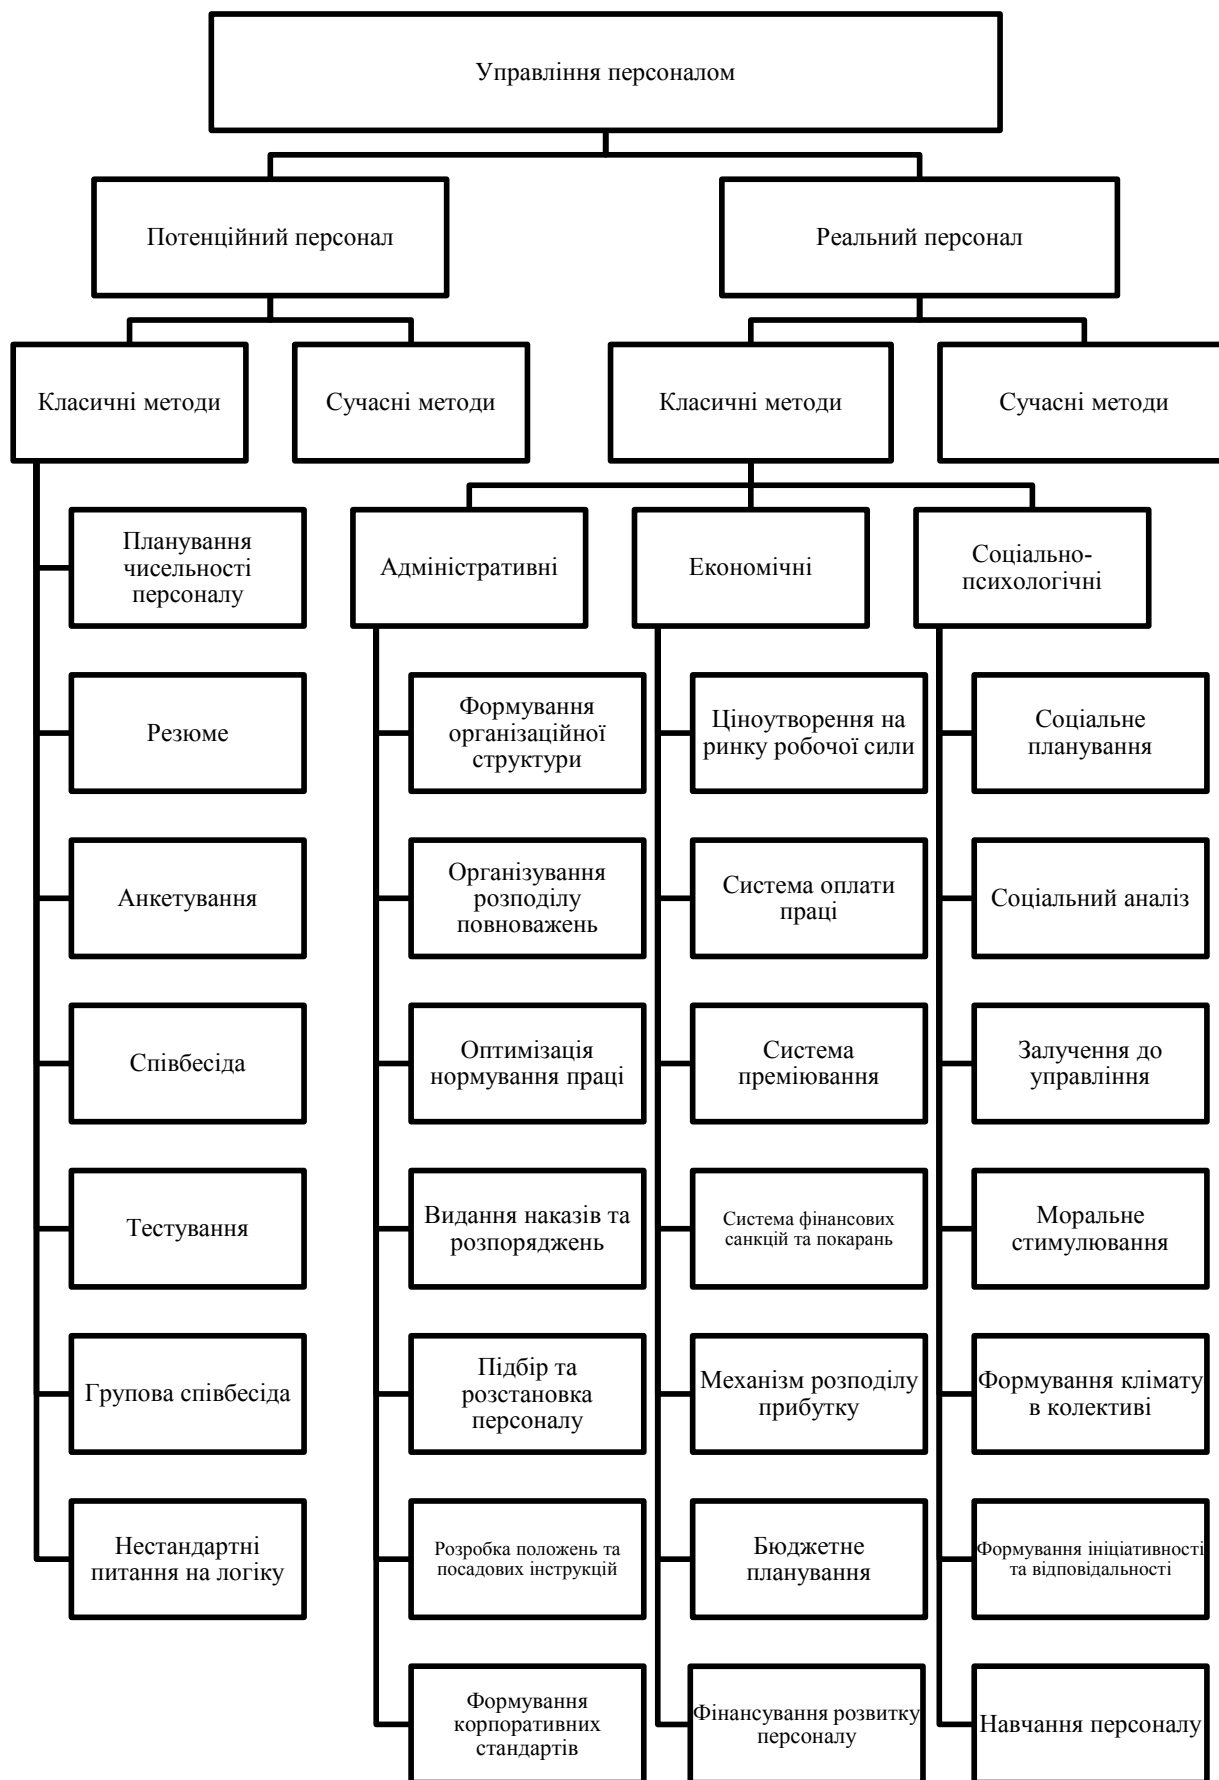 Управління персоналом
Потенційний персонал
Реальний персонал
Класичні методи
Сучасні методи
Класичні методи
Сучасні методи
Планування
чисельності
персоналу
Адміністративні
Економічні
Соціально-
психологічні
Резюме
Формування
організаційної
структури
Ціноутворення на
ринку робочої сили
Соціальне
планування
Анкетування
Організування
розподілу
повноважень
Система оплати
праці
Соціальний аналіз
Співбесіда
Оптимізація
нормування праці
Система
преміювання
Залучення до
управління
Тестування
Видання наказів та
розпоряджень
Система фінансових
санкцій та покарань
Моральне
стимулювання
Групова співбесіда
Підбір та
розстановка
персоналу
Механізм розподілу
прибутку
Формування клімату
в колективі
Нестандартні
питання на логіку
Розробка положень та
посадових інструкцій
Бюджетне
планування
Формування ініціативності
та відповідальності
Формування
корпоративних
стандартів
Фінансування розвитку
персоналу
Навчання персоналу